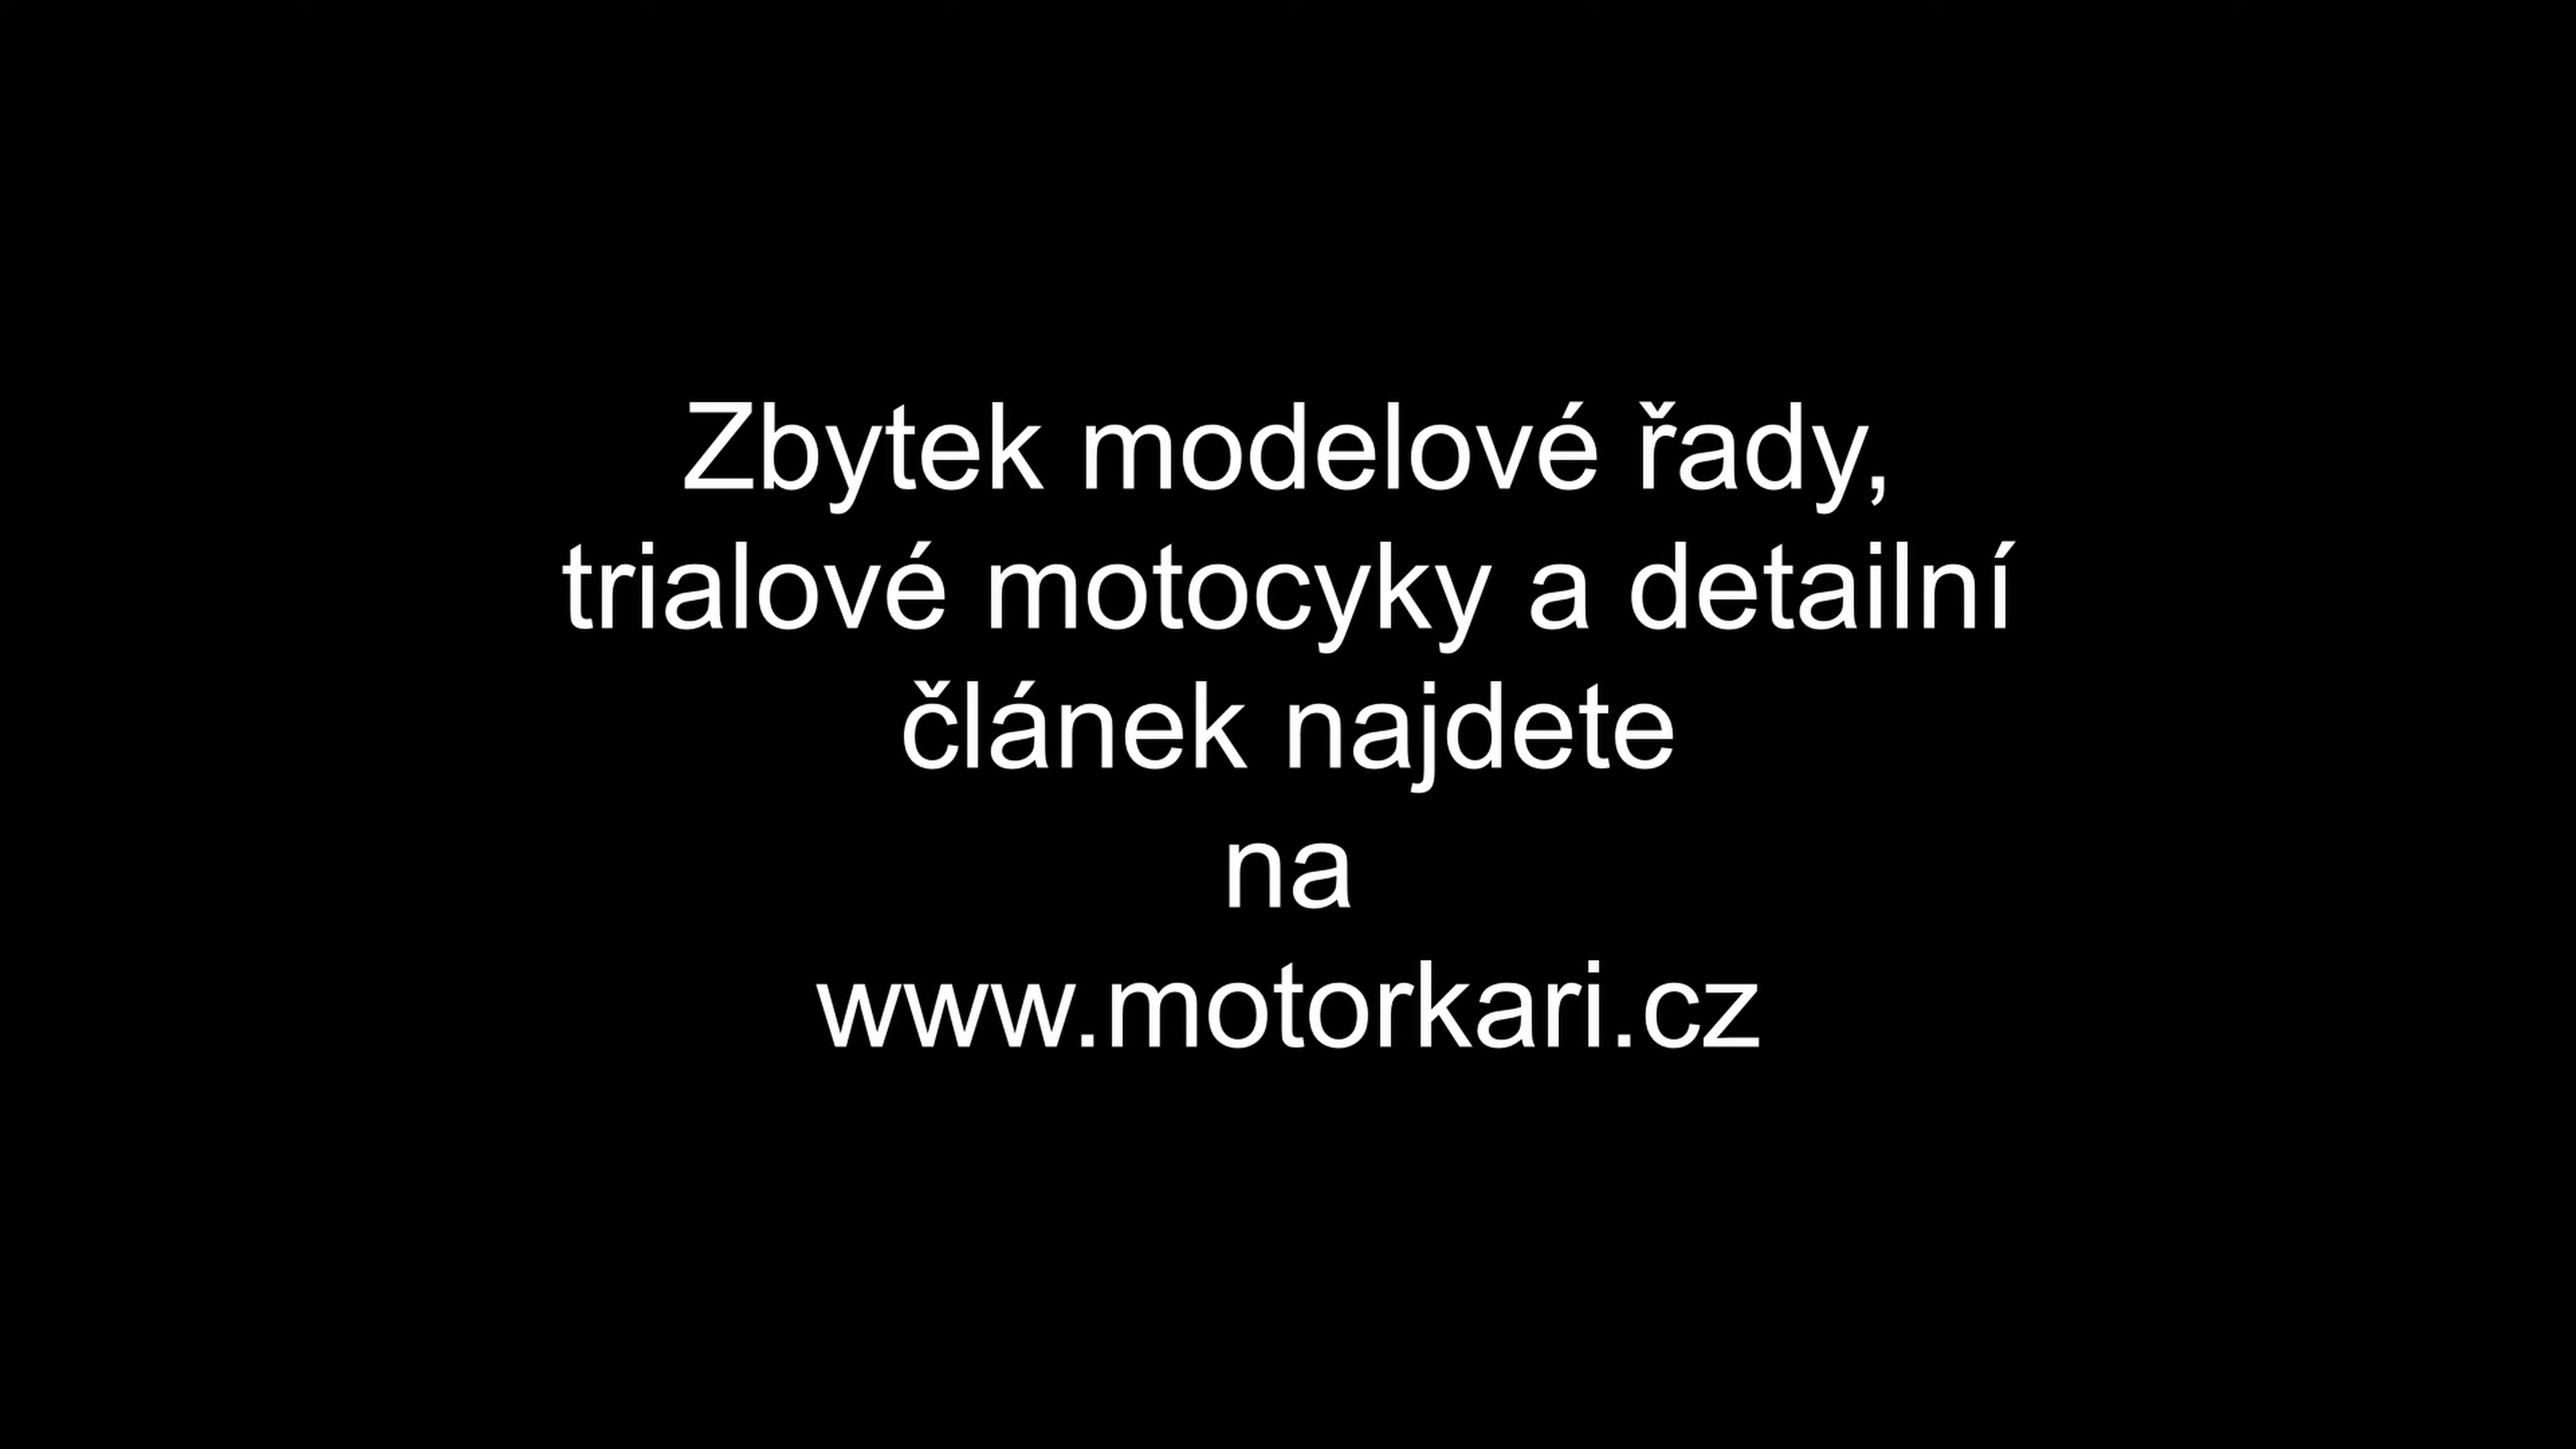 Zbytek modelové řady,
trialové motocyky a detailní
článek najdete
na
www.motorkari.cz